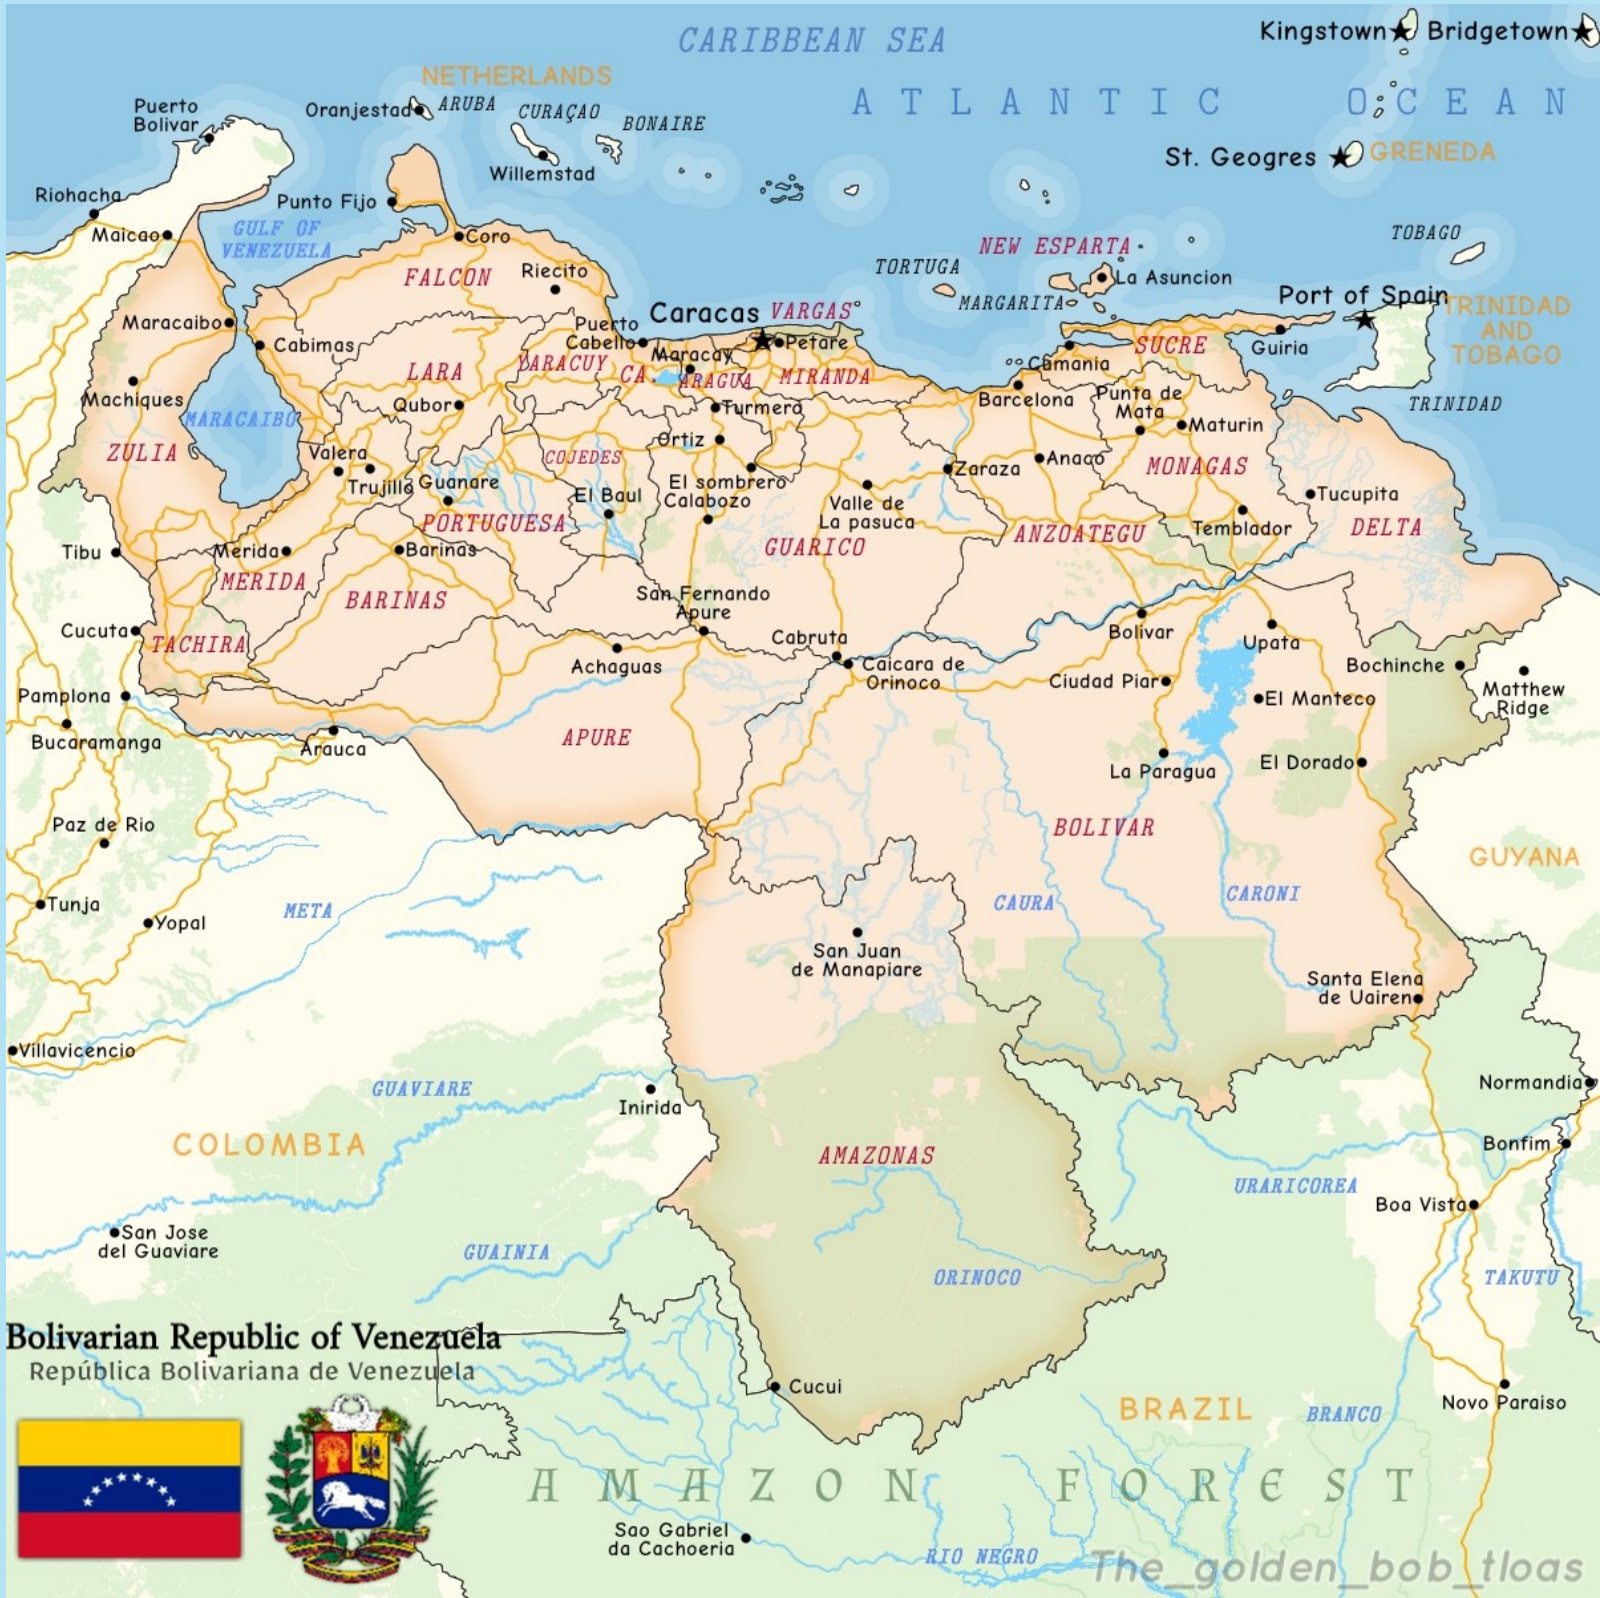 CARIBBEAN SEA
Kingstown
Bridgetown
NETHERLANDS
ATLANTIC OCEAN
Puerto
Bolivar
Oranjestad
ARUBA
CURAÇAO
BONAIRE
Willemstad
St. Geogres
GRENEDA
Riohacha
Punto Fijo
Maicao
GULF OF
VENEZUELA
Coro
FALCON
Riecito
NEW ESPARTA
TOBAGO
TORTUGA
La Asuncion
MARGARITA
Port of Spain
TRINIDAD
AND
TOBAGO
Maracaibo
Cabimas
Puerto
Cabello
Caracas
VARGAS
Petare
Maracay
YARACUY
CA.
ARAGUA
MIRANDA
Cumania
SUCRE
Guiria
LARA
Machiques
MARACAIBO
Qubor
Turmero
Barcelona
Punta de
Mata
Maturin
TRINIDAD
ZULIA
Valera
Trujillo
Guanare
COJEDES
Ortiz
El sombrero
Calabozo
El Baul
Valle de
La pasuca
Zaraza
Anaco
MONAGAS
Tucupita
Temblador
DELTA
PORTUGUESA
GUARICO
ANZOATEGU
Tibu
Merida
Barinas
MERIDA
BARINAS
San Fernando
Apure
Cucuta
TACHIRA
Achaguas
Cabruta
Caicara de
Orinoco
Bolivar
Upata
Ciudad Piar
El Manteco
Bochinche
Matthew
Ridge
Pamplona
Bucaramanga
Arauca
APURE
La Paragua
El Dorado
Paz de Rio
BOLIVAR
GUYANA
Tunja
Yopal
META
CAURA
CARONI
San Juan
de Manapiare
Santa Elena
de Uairen
Villavicencio
GUAVIARE
Inirida
Normandia
COLOMBIA
AMAZONAS
Bonfim
URARICOREA
Boa Vista
San Jose
del Guaviare
GUAINIA
ORINOCO
TAKUTU
Bolivarian Republic of Venezuela
República Bolivariana de Venezuela
Cucui
BRAZIL
BRANCO
Novo Paraiso
AMAZON FOREST
Sao Gabriel
da Cachoeria
RIO NEGRO
The_golden_bob_tloas